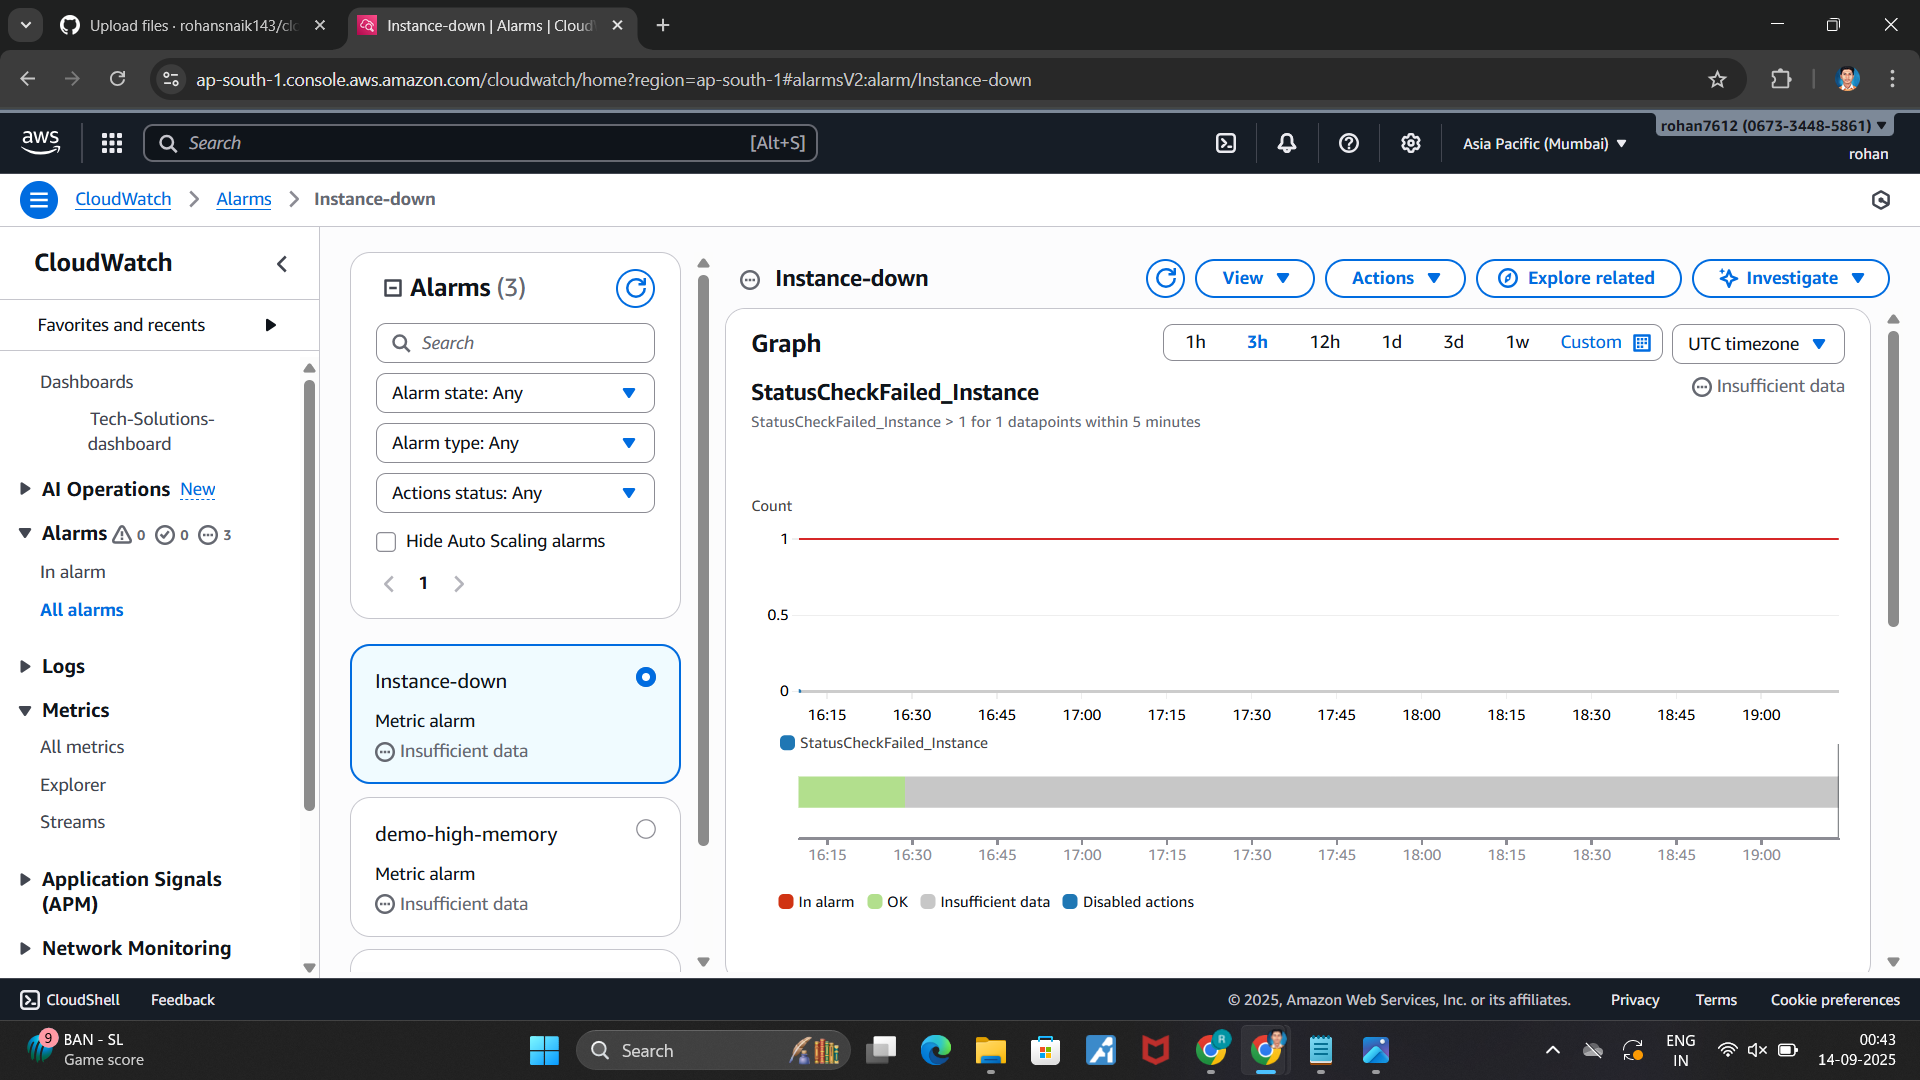 Upload files · rohansnaik143/clo
Instance-down | Alarms | CloudW
ap-south-1.console.aws.amazon.com/cloudwatch/home?region=ap-south-1#alarmsV2:alarm/Instance-down
aws
Search
[Alt+S]
Asia Pacific (Mumbai)
rohan7612 (0673-3448-5861)
rohan
CloudWatch
Alarms
Instance-down
CloudWatch
Favorites and recents
Dashboards
Tech-Solutions-
dashboard
AI Operations New
Alarms 0 0 3
In alarm
All alarms
Logs
Metrics
All metrics
Explorer
Streams
Application Signals
(APM)
Network Monitoring
Alarms (3)
Search
Alarm state: Any
Alarm type: Any
Actions status: Any
Hide Auto Scaling alarms
1
Instance-down
Metric alarm
Insufficient data
demo-high-memory
Metric alarm
Insufficient data
Instance-down
View
Actions
Explore related
Investigate
Graph
1h 3h 12h 1d 3d 1w Custom
UTC timezone
StatusCheckFailed_Instance
Insufficient data
StatusCheckFailed_Instance > 1 for 1 datapoints within 5 minutes
Count
1
0.5
0
16:15 16:30 16:45 17:00 17:15 17:30 17:45 18:00 18:15 18:30 18:45 19:00
StatusCheckFailed_Instance
16:15 16:30 16:45 17:00 17:15 17:30 17:45 18:00 18:15 18:30 18:45 19:00
In alarm OK Insufficient data Disabled actions
CloudShell
Feedback
© 2025, Amazon Web Services, Inc. or its affiliates.
Privacy
Terms
Cookie preferences
9
BAN - SL
Game score
Search
R
ENG
IN
00:43
14-09-2025